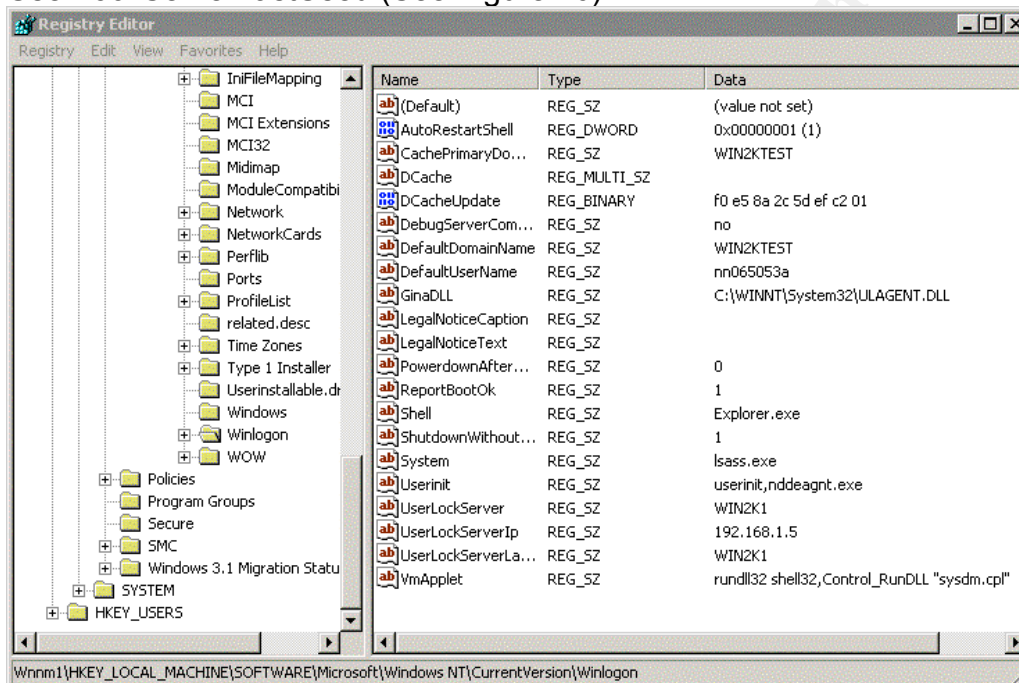 Registry Editor
Registry Edit View Favorites Help
IniFileMapping
MCI
MCI Extensions
MCI32
Midimap
ModuleCompatibi
Network
NetworkCards
Perflib
Ports
ProfileList
related.desc
Time Zones
Type 1 Installer
Userinstallable.dr
Windows
Winlogon
WOW
Policies
Program Groups
Secure
SMC
Windows 3.1 Migration Statu
SYSTEM
HKEY_USERS
Name Type Data
(Default) REG_SZ (value not set)
AutoRestartShell REG_DWORD 0x00000001 (1)
CachePrimaryDo... REG_SZ WIN2KTEST
DCache REG_MULTI_SZ
DCacheUpdate REG_BINARY f0 e5 8a 2c 5d ef c2 01
DebugServerCom... REG_SZ no
DefaultDomainName REG_SZ WIN2KTEST
DefaultUserName REG_SZ nn065053a
GinaDLL REG_SZ C:\WINNT\System32\ULAGENT.DLL
LegalNoticeCaption REG_SZ
LegalNoticeText REG_SZ
PowerdownAfter... REG_SZ 0
ReportBootOk REG_SZ 1
Shell REG_SZ Explorer.exe
ShutdownWithout... REG_SZ 1
System REG_SZ lsass.exe
Userinit REG_SZ userinit,nddeagnt.exe
UserLockServer REG_SZ WIN2K1
UserLockServerIp REG_SZ 192.168.1.5
UserLockServerLa... REG_SZ WIN2K1
VmApplet REG_SZ rundll32 shell32,Control_RunDLL "sysdm.cpl"
Wnnm1\HKEY_LOCAL_MACHINE\SOFTWARE\Microsoft\Windows NT\CurrentVersion\Winlogon